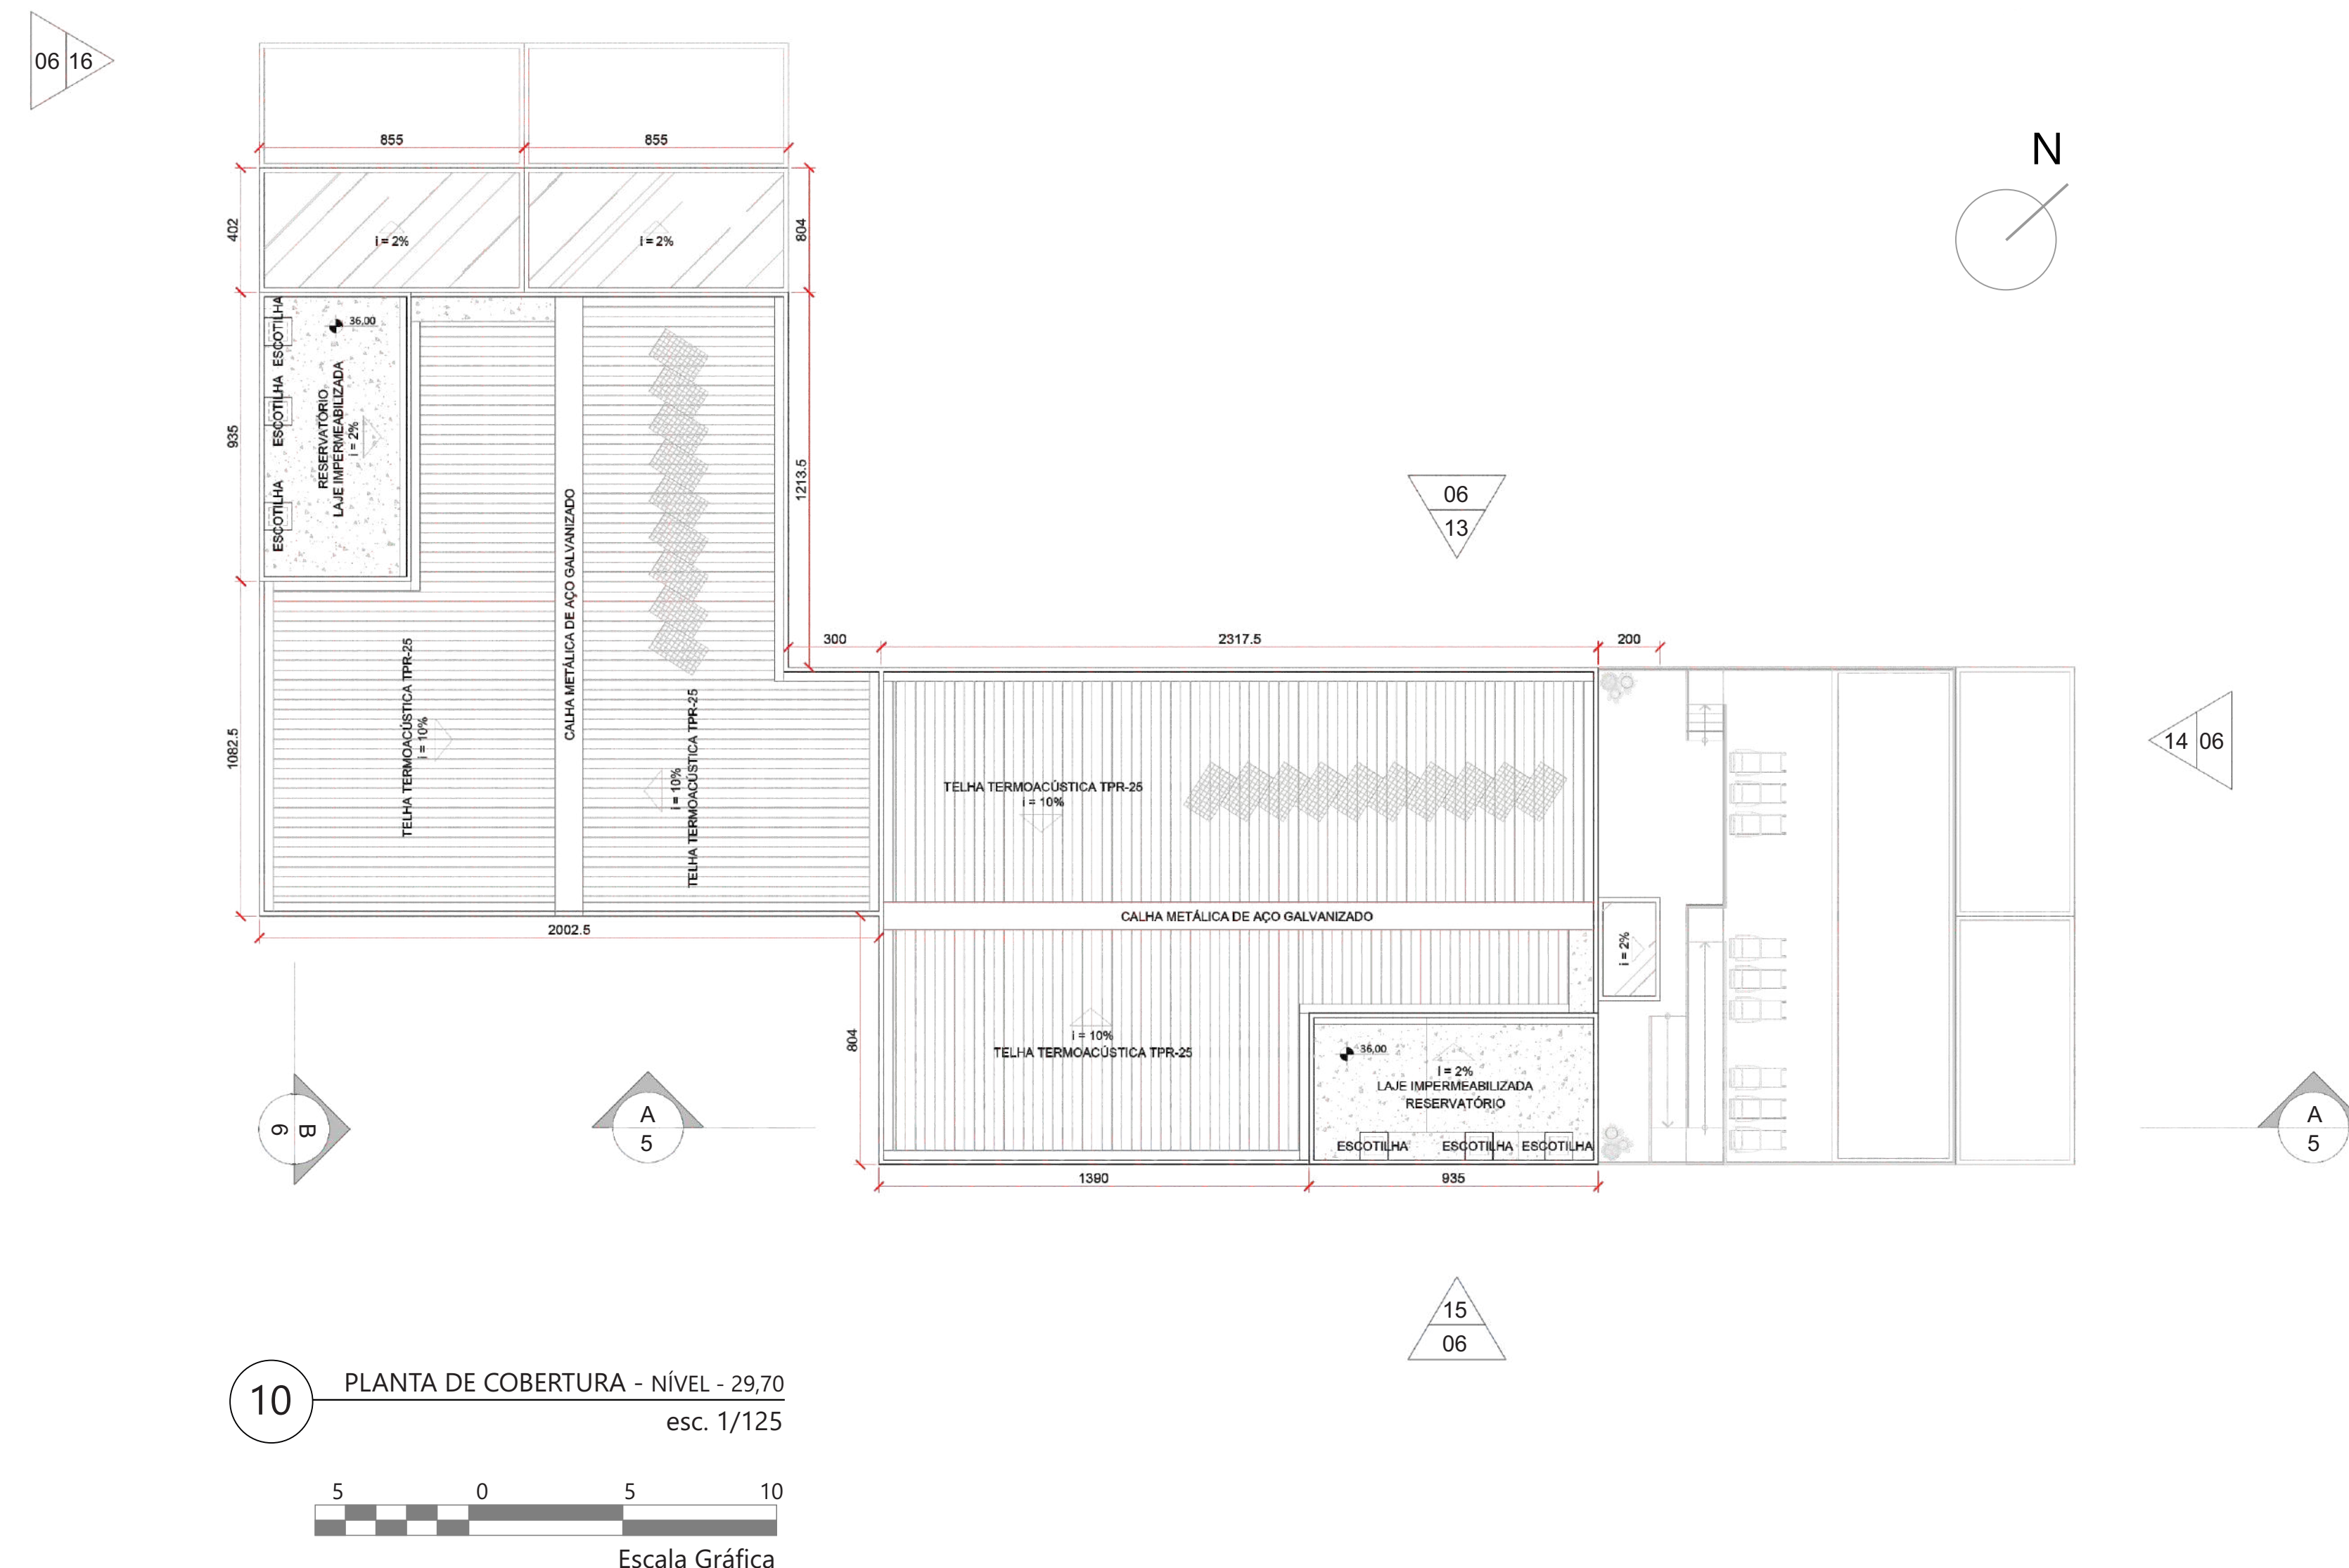 06 16
N
855
855
402
804
i = 2%
i = 2%
ESCOTILHA
36,00
RESERVATÓRIO
LAJE IMPERMEABILIZADA
i = 2%
ESCOTILHA
ESCOTILHA
935
1213.5
CALHA METÁLICA DE AÇO GALVANIZADO
06
13
300
2317.5
200
TELHA TERMOACÚSTICA TPR-25
i = 10%
1082.5
i = 10%
TELHA TERMOACÚSTICA TPR-25
14 06
TELHA TERMOACÚSTICA TPR-25
i = 10%
CALHA METÁLICA DE AÇO GALVANIZADO
2002.5
i = 2%
804
i = 10%
TELHA TERMOACÚSTICA TPR-25
36,00
i = 2%
LAJE IMPERMEABILIZADA
RESERVATÓRIO
ESCOTILHA
ESCOTILHA
ESCOTILHA
B
6
A
5
A
5
1390
935
15
06
10
PLANTA DE COBERTURA - NÍVEL - 29,70
esc. 1/125
5 0 5 10
Escala Gráfica